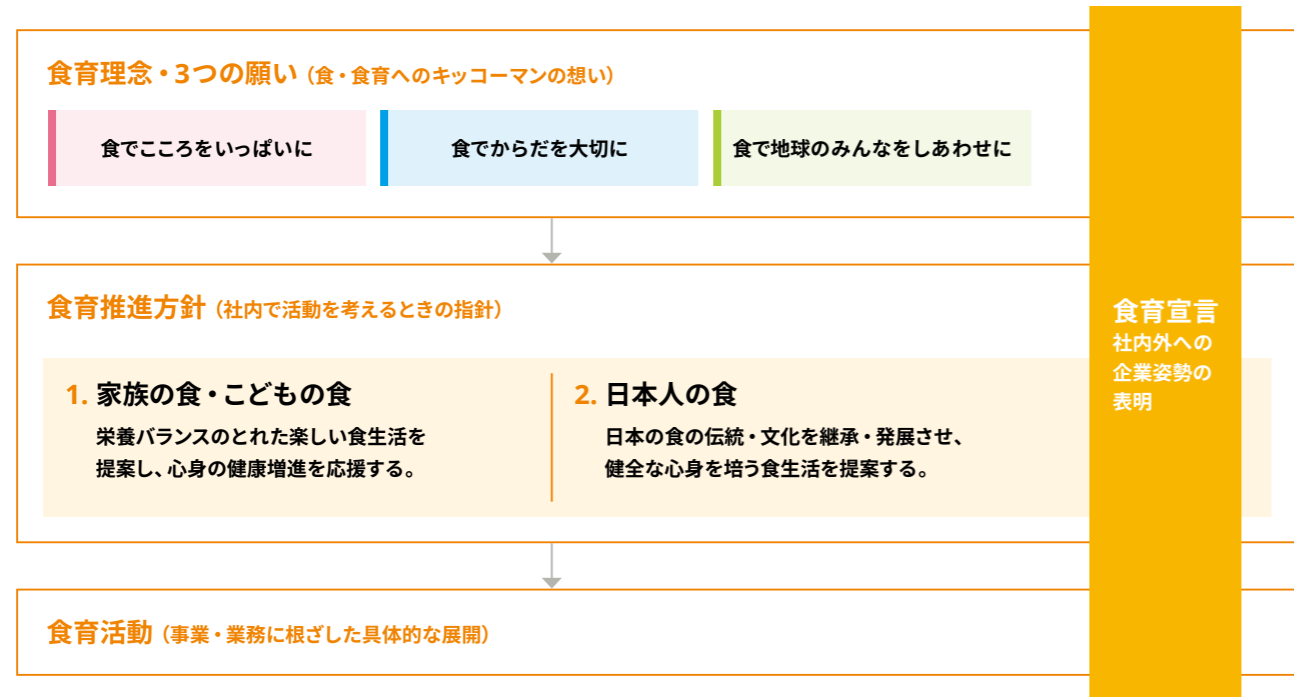 食育理念・3つの願い（食・食育へのキッコーマンの想い）
食でこころをいっぱいに
食でからだを大切に
食で地球のみんなをしあわせに
食育推進方針（社内で活動を考えるときの指針）
1. 家族の食・こどもの食
栄養バランスのとれた楽しい食生活を
提案し、心身の健康増進を応援する。
2. 日本人の食
日本の食の伝統・文化を継承・発展させ、
健全な心身を培う食生活を提案する。
食育活動（事業・業務に根ざした具体的な展開）
食育宣言
社内外への
企業姿勢の
表明